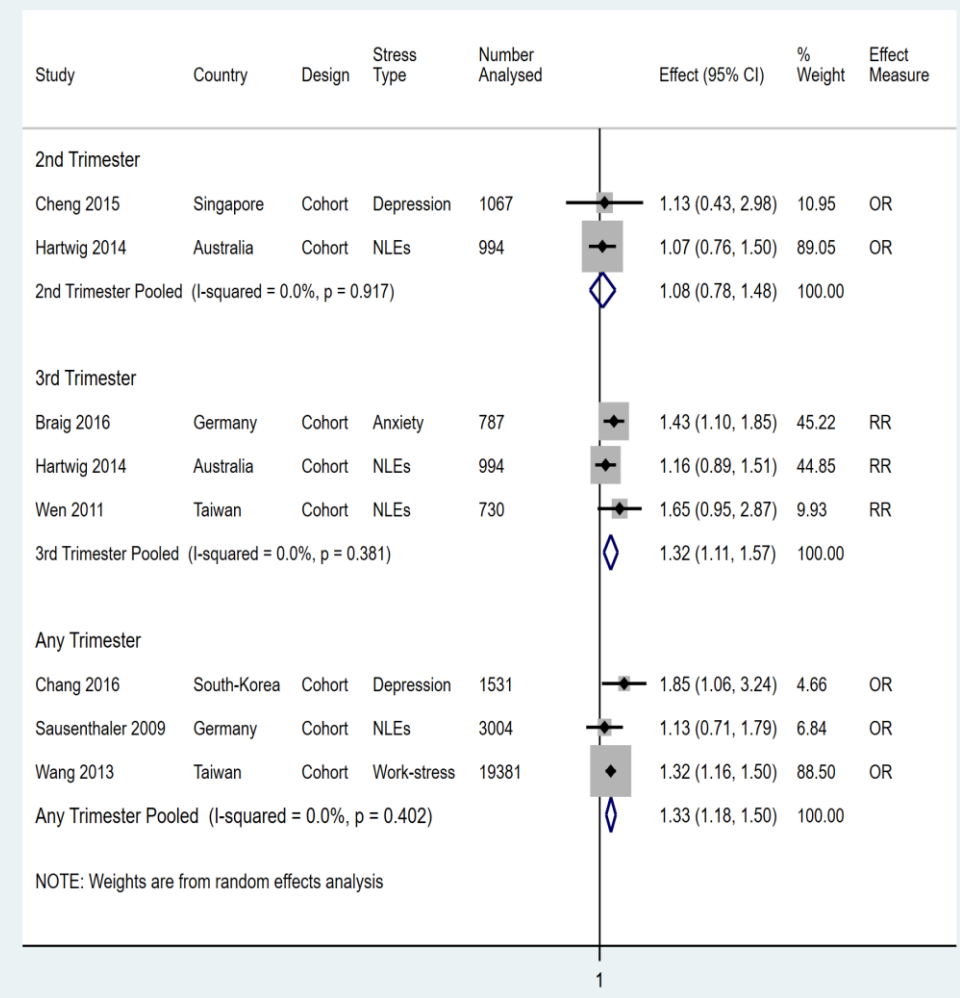 Study Country Design Stress Type Number Analysed Effect (95% CI) % Weight Effect Measure
2nd Trimester
Cheng 2015 Singapore Cohort Depression 1067 1.13 (0.43, 2.98) 10.95 OR
Hartwig 2014 Australia Cohort NLEs 994 1.07 (0.76, 1.50) 89.05 OR
2nd Trimester Pooled (I-squared = 0.0%, p = 0.917) 1.08 (0.78, 1.48) 100.00
3rd Trimester
Braig 2016 Germany Cohort Anxiety 787 1.43 (1.10, 1.85) 45.22 RR
Hartwig 2014 Australia Cohort NLEs 994 1.16 (0.89, 1.51) 44.85 RR
Wen 2011 Taiwan Cohort NLEs 730 1.65 (0.95, 2.87) 9.93 RR
3rd Trimester Pooled (I-squared = 0.0%, p = 0.381) 1.32 (1.11, 1.57) 100.00
Any Trimester
Chang 2016 South-Korea Cohort Depression 1531 1.85 (1.06, 3.24) 4.66 OR
Sausenthaler 2009 Germany Cohort NLEs 3004 1.13 (0.71, 1.79) 6.84 OR
Wang 2013 Taiwan Cohort Work-stress 19381 1.32 (1.16, 1.50) 88.50 OR
Any Trimester Pooled (I-squared = 0.0%, p = 0.402) 1.33 (1.18, 1.50) 100.00
NOTE: Weights are from random effects analysis
1